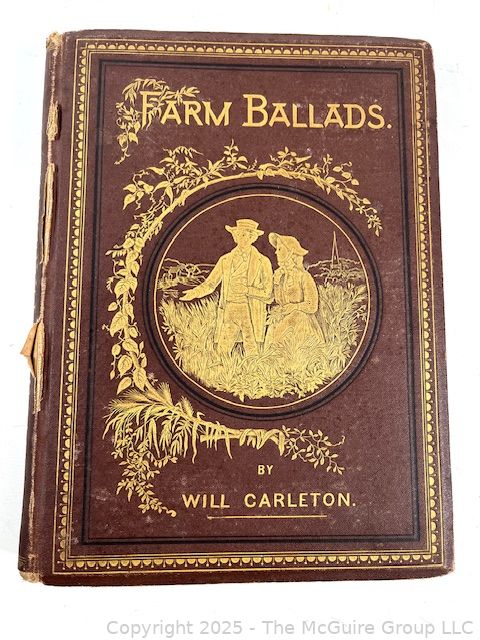 FARM BALLADS.
BY
WILL CARLETON.
Copyright 2025 - The McGuire Group LLC